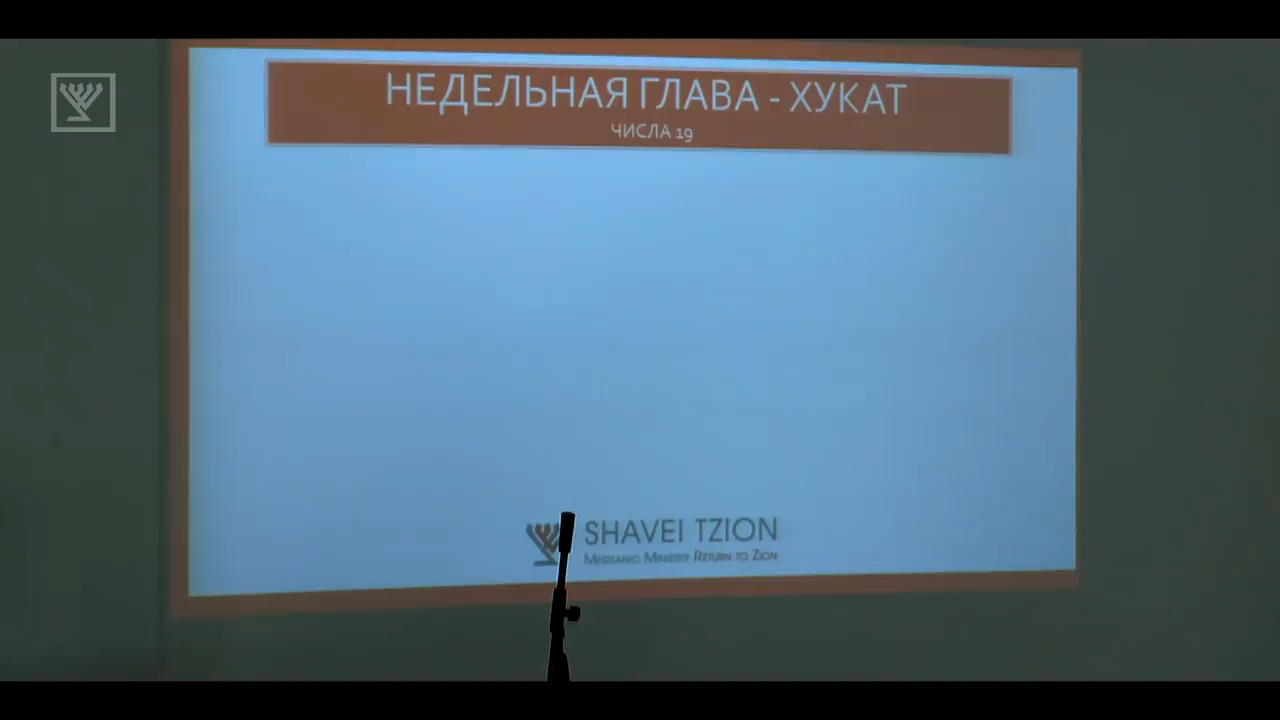 НЕДЕЛЬНАЯ ГЛАВА - ХУКАТ
ЧИСЛА 19
SHAVEI TZION
MESSIANIC MINISTRY RETURN TO ZION